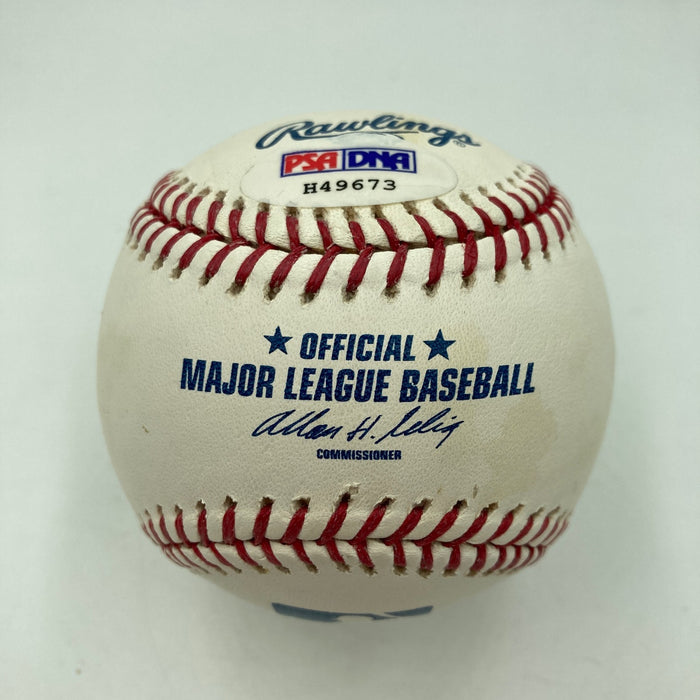 Rawlings®
PSA DNA
H49673
★ OFFICIAL ★
MAJOR LEAGUE BASEBALL
Allan H. Selig
COMMISSIONER